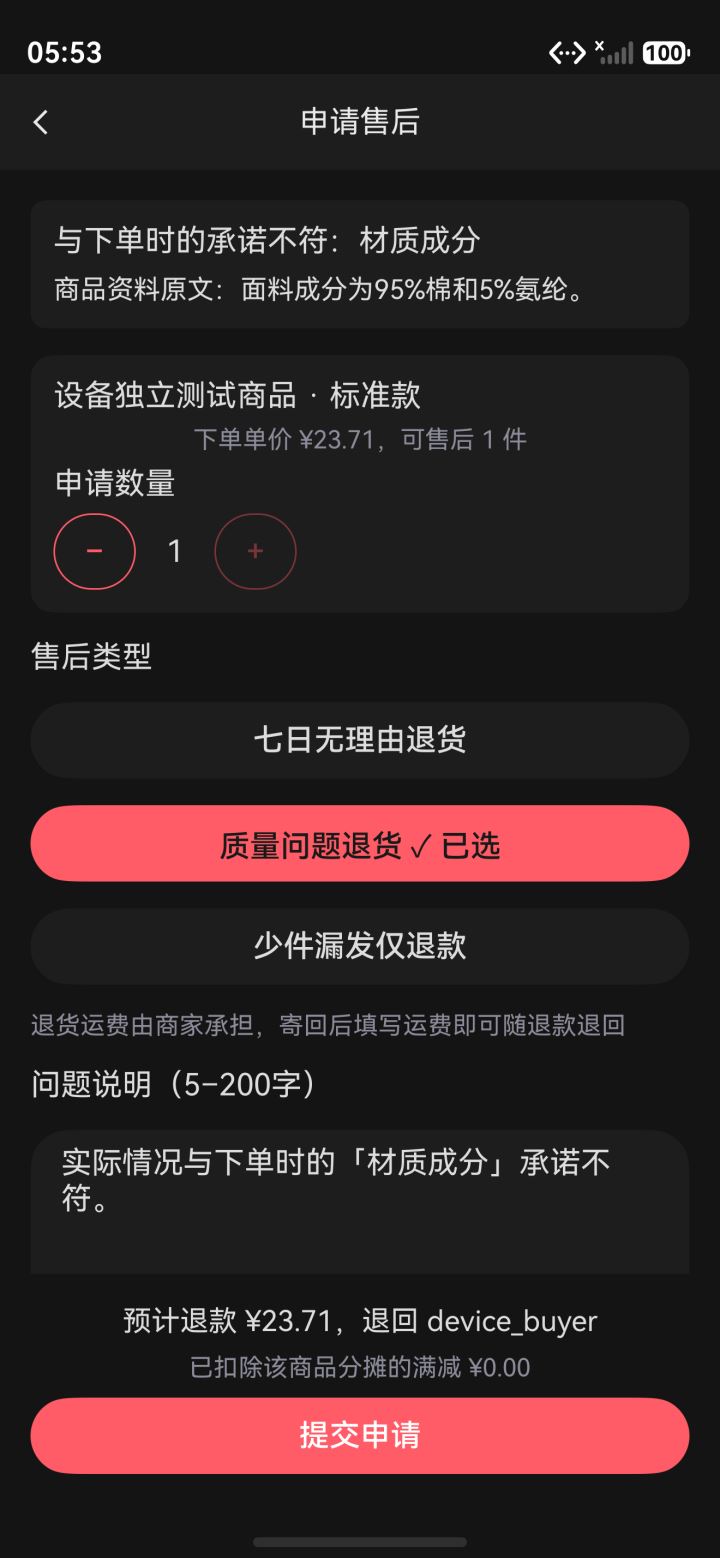 05:53
100
申请售后
与下单时的承诺不符：材质成分
商品资料原文：面料成分为95%棉和5%氨纶。
设备独立测试商品 · 标准款
下单单价 ¥23.71，可售后 1 件
申请数量
− 1 +
售后类型
七日无理由退货
质量问题退货 ✓ 已选
少件漏发仅退款
退货运费由商家承担，寄回后填写运费即可随退款退回
问题说明（5–200字）
实际情况与下单时的「材质成分」承诺不
符。
预计退款 ¥23.71，退回 device_buyer
已扣除该商品分摊的满减 ¥0.00
提交申请